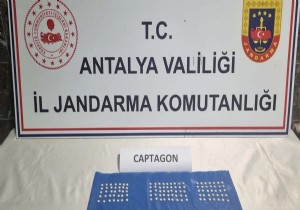 T.C.
ANTALYA VALİLİĞİ
İL JANDARMA KOMUTANLIĞI
CAPTAGON